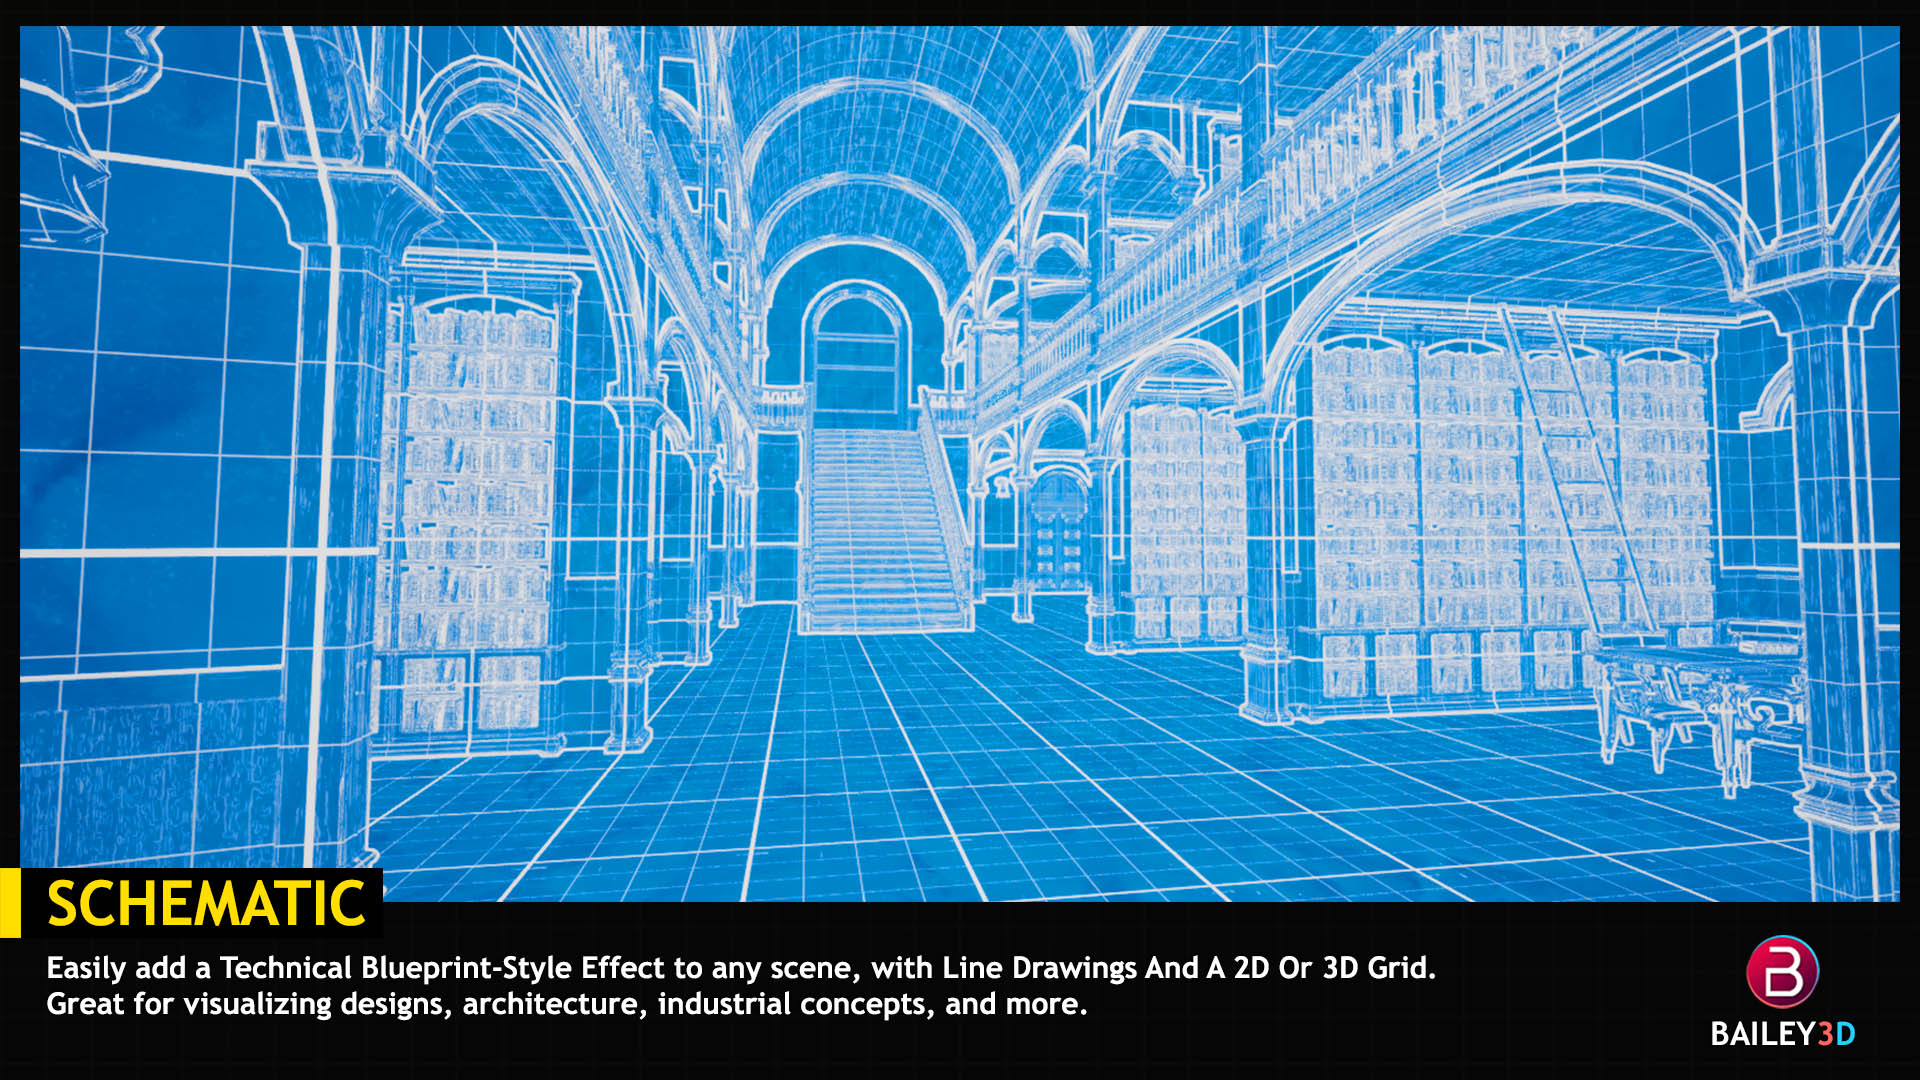 SCHEMATIC
Easily add a Technical Blueprint-Style Effect to any scene, with Line Drawings And A 2D Or 3D Grid.
Great for visualizing designs, architecture, industrial concepts, and more.
B
BAILEY3D